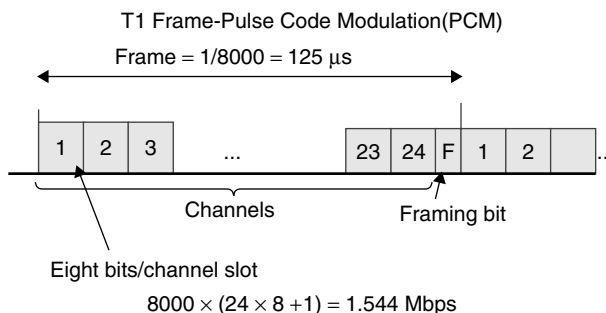 T1 Frame-Pulse Code Modulation(PCM)
Frame = 1/8000 = 125 μs
1 2 3 ... 23 24 F 1 2 ..
Channels
Framing bit
Eight bits/channel slot
8000 × (24 × 8 +1) = 1.544 Mbps